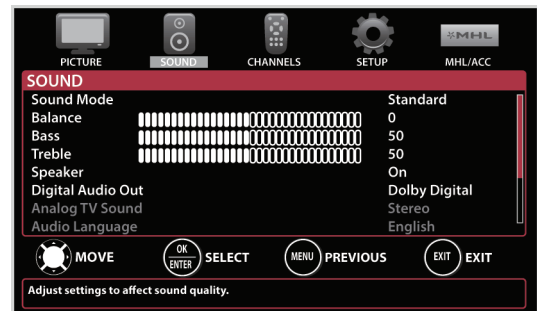 MHL
PICTURE SOUND CHANNELS SETUP MHL/ACC
SOUND
Sound Mode Standard
Balance 0
Bass 50
Treble 50
Speaker On
Digital Audio Out Dolby Digital
Analog TV Sound Stereo
Audio Language English
MOVE OK ENTER SELECT MENU PREVIOUS EXIT EXIT
Adjust settings to affect sound quality.